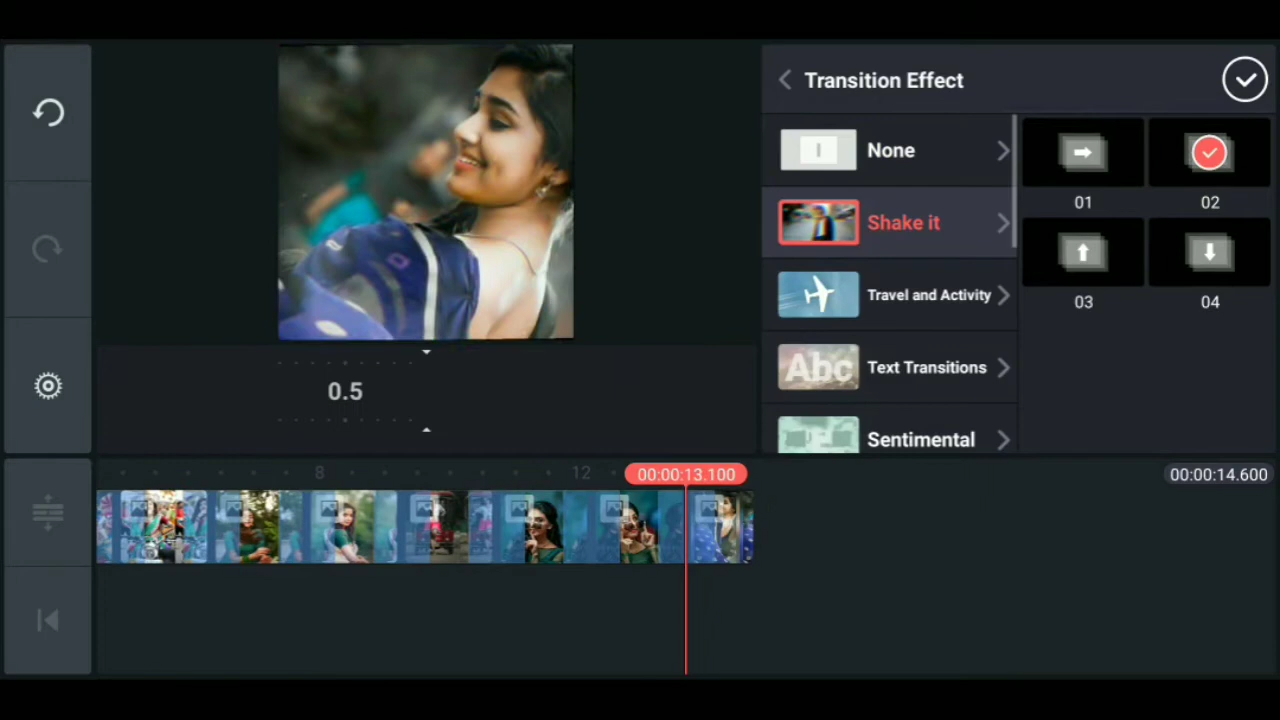 Transition Effect
None
Shake it
Travel and Activity
Abc
Text Transitions
Sentimental
01
02
03
04
0.5
8
12
00:00:13.100
00:00:14.600